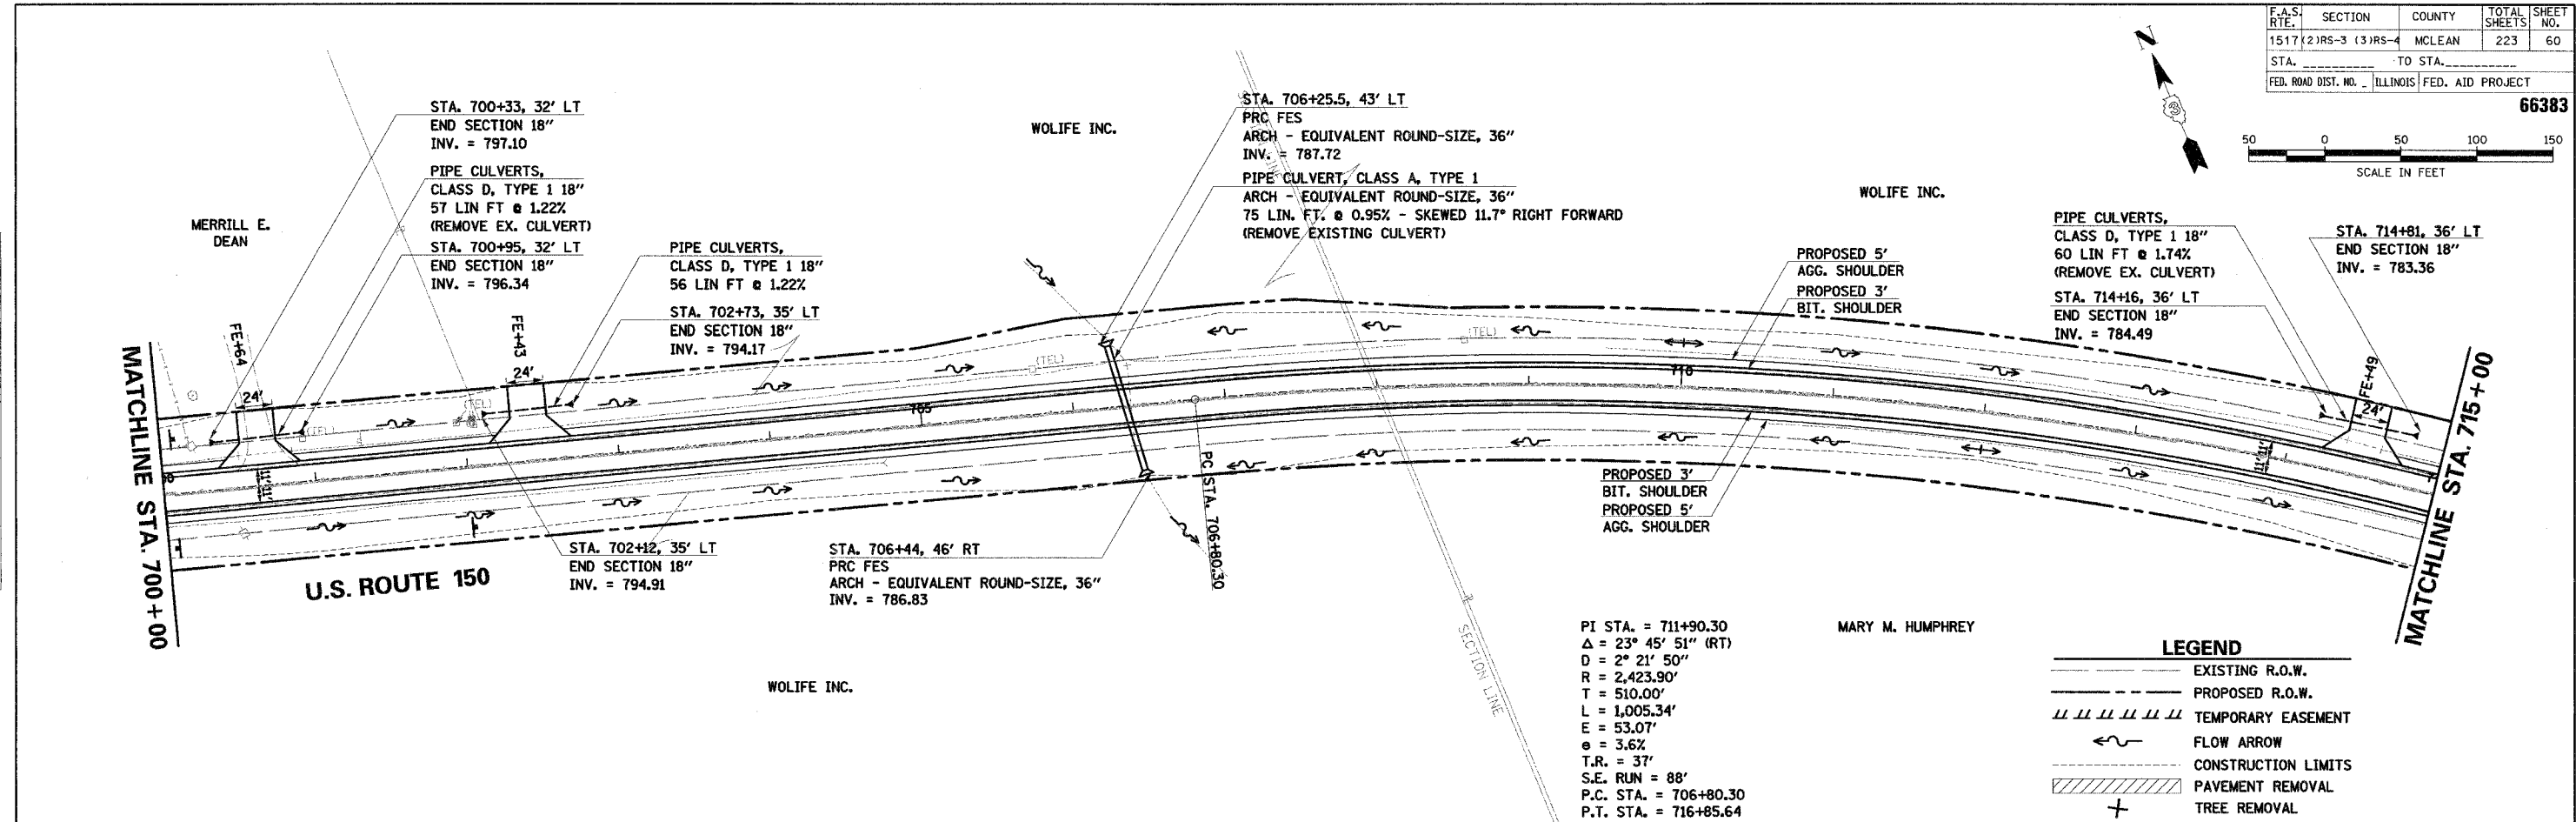 F.A.S. RTE. SECTION COUNTY TOTAL SHEETS SHEET NO.
1517 (2)RS-3 (3)RS-4 MCLEAN 223 60
STA. __________ TO STA. __________
FED. ROAD DIST. NO. _ ILLINOIS FED. AID PROJECT
66383
N
3
50 0 50 100 150
SCALE IN FEET
STA. 700+33, 32' LT
END SECTION 18"
INV. = 797.10
PIPE CULVERTS,
CLASS D, TYPE 1 18"
57 LIN FT @ 1.22%
(REMOVE EX. CULVERT)
STA. 700+95, 32' LT
END SECTION 18"
INV. = 796.34
MERRILL E.
DEAN
PIPE CULVERTS,
CLASS D, TYPE 1 18"
56 LIN FT @ 1.22%
STA. 702+73, 35' LT
END SECTION 18"
INV. = 794.17
WOLIFE INC.
STA. 706+25.5, 43' LT
PRC FES
ARCH - EQUIVALENT ROUND-SIZE, 36"
INV. = 787.72
PIPE CULVERT, CLASS A, TYPE 1
ARCH - EQUIVALENT ROUND-SIZE, 36"
75 LIN. FT. @ 0.95% - SKEWED 11.7° RIGHT FORWARD
(REMOVE EXISTING CULVERT)
SECTION LINE
WOLIFE INC.
PROPOSED 5'
AGG. SHOULDER
PROPOSED 3'
BIT. SHOULDER
PIPE CULVERTS,
CLASS D, TYPE 1 18"
60 LIN FT @ 1.74%
(REMOVE EX. CULVERT)
STA. 714+16, 36' LT
END SECTION 18"
INV. = 784.49
STA. 714+81, 36' LT
END SECTION 18"
INV. = 783.36
MATCHLINE STA. 700+00
FE+64
24'
(TEL)
11' 11'
FE+43
24'
(TEL)
705
(TEL)
(TEL)
710
FE+49
24'
11' 11'
MATCHLINE STA. 715+00
PC STA. 706+80.30
U.S. ROUTE 150
STA. 702+12, 35' LT
END SECTION 18"
INV. = 794.91
STA. 706+44, 46' RT
PRC FES
ARCH - EQUIVALENT ROUND-SIZE, 36"
INV. = 786.83
PROPOSED 3'
BIT. SHOULDER
PROPOSED 5'
AGG. SHOULDER
WOLIFE INC.
SECTION LINE
PI STA. = 711+90.30
Δ = 23° 45' 51" (RT)
D = 2° 21' 50"
R = 2,423.90'
T = 510.00'
L = 1,005.34'
E = 53.07'
e = 3.6%
T.R. = 37'
S.E. RUN = 88'
P.C. STA. = 706+80.30
P.T. STA. = 716+85.64
MARY M. HUMPHREY
LEGEND
EXISTING R.O.W.
PROPOSED R.O.W.
TEMPORARY EASEMENT
FLOW ARROW
CONSTRUCTION LIMITS
PAVEMENT REMOVAL
TREE REMOVAL